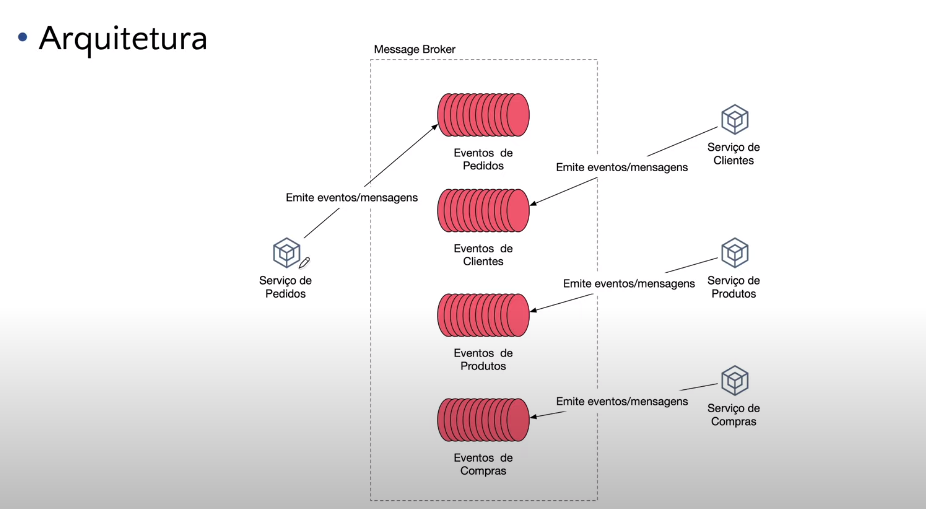 • Arquitetura
Message Broker
Eventos de
Pedidos
Serviço de
Clientes
Emite eventos/mensagens
Emite eventos/mensagens
Eventos de
Clientes
Serviço de
Pedidos
Serviço de
Produtos
Emite eventos/mensagens
Eventos de
Produtos
Emite eventos/mensagens
Serviço de
Compras
Eventos de
Compras